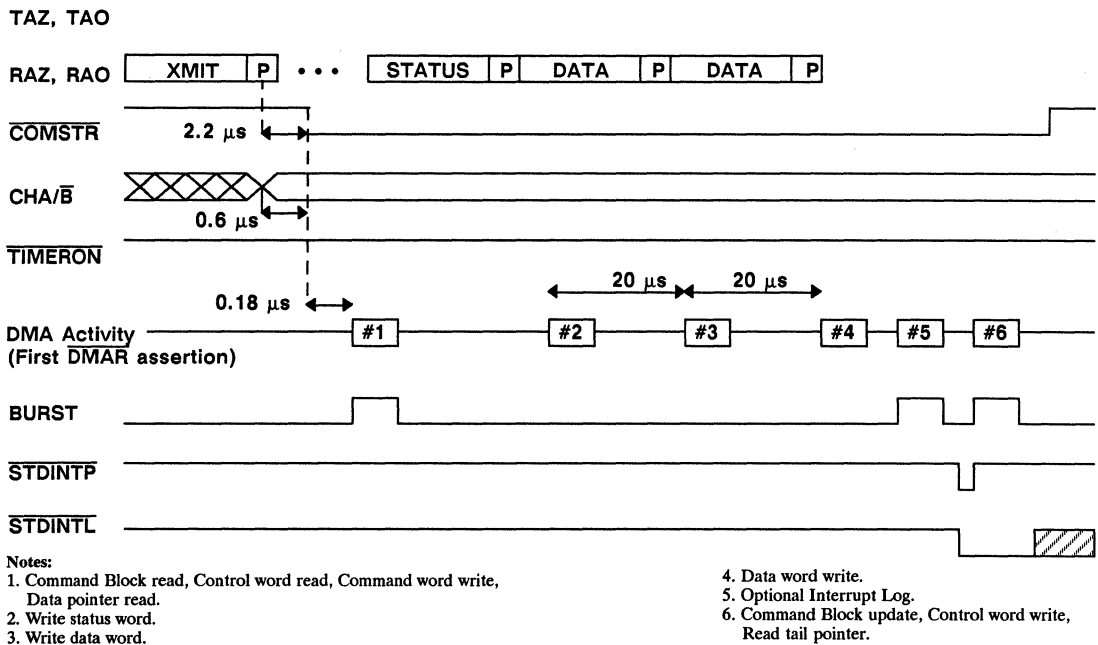 TAZ, TAO
RAZ, RAO XMIT P • • • STATUS P DATA P DATA P
COMSTR 2.2 μs
CHA/B
0.6 μs
TIMERON
20 μs 20 μs
0.18 μs
DMA Activity #1 #2 #3 #4 #5 #6
(First DMAR assertion)
BURST
STDINTP
STDINTL
Notes:
1. Command Block read, Control word read, Command word write,
Data pointer read.
2. Write status word.
3. Write data word.
4. Data word write.
5. Optional Interrupt Log.
6. Command Block update, Control word write,
Read tail pointer.